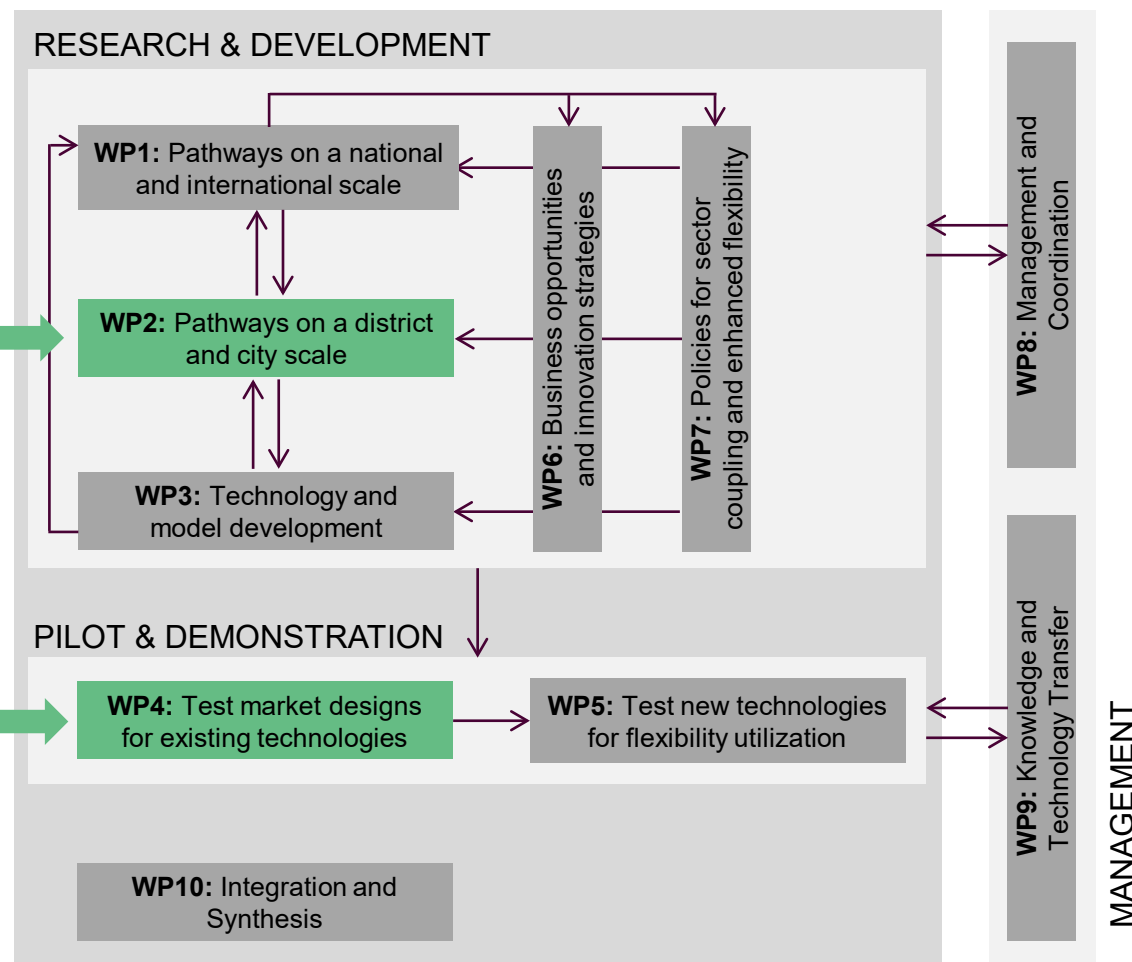 RESEARCH & DEVELOPMENT
WP1: Pathways on a national
and international scale
WP2: Pathways on a district
and city scale
WP3: Technology and
model development
WP6: Business opportunities
and innovation strategies
WP7: Policies for sector
coupling and enhanced flexibility
PILOT & DEMONSTRATION
WP4: Test market designs
for existing technologies
WP5: Test new technologies
for flexibility utilization
WP10: Integration and
Synthesis
WP8: Management and
Coordination
WP9: Knowledge and
Technology Transfer
MANAGEMENT